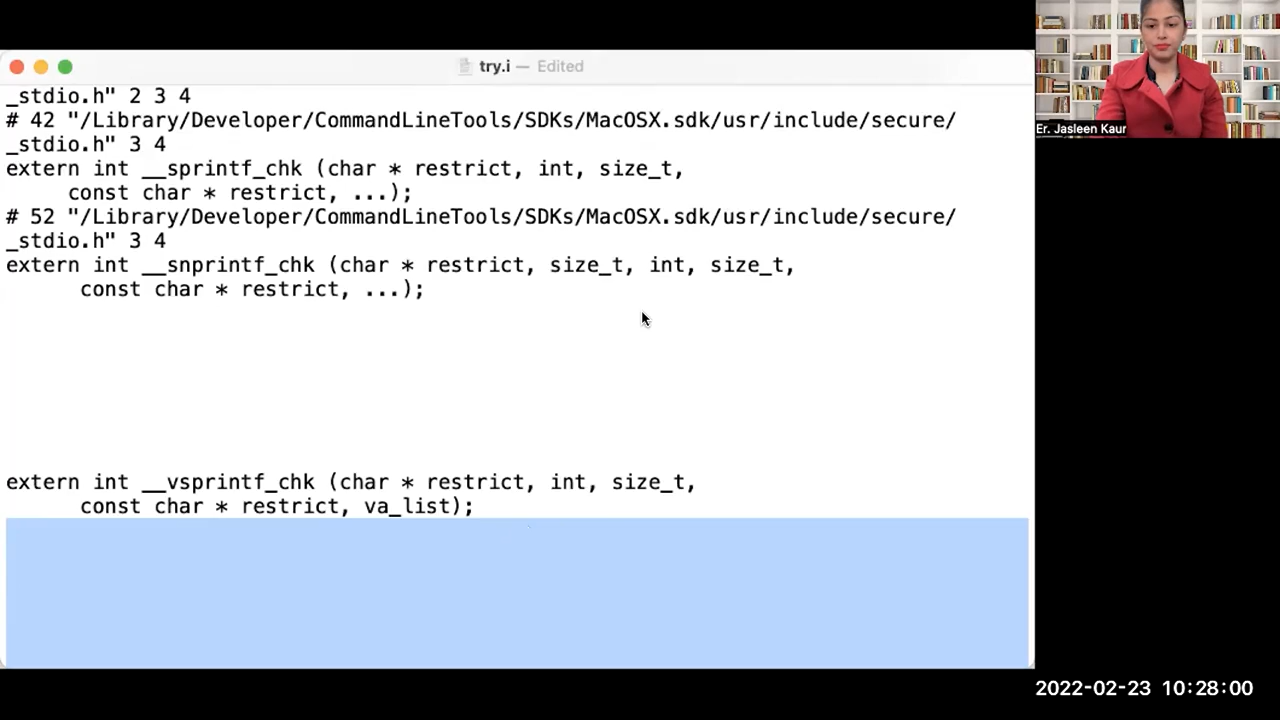 try.i — Edited
_stdio.h" 2 3 4
# 42 "/Library/Developer/CommandLineTools/SDKs/MacOSX.sdk/usr/include/secure/
_stdio.h" 3 4
extern int __sprintf_chk (char * restrict, int, size_t,
     const char * restrict, ...);
# 52 "/Library/Developer/CommandLineTools/SDKs/MacOSX.sdk/usr/include/secure/
_stdio.h" 3 4
extern int __snprintf_chk (char * restrict, size_t, int, size_t,
      const char * restrict, ...);
extern int __vsprintf_chk (char * restrict, int, size_t,
      const char * restrict, va_list);
Er. Jasleen Kaur
2022-02-23 10:28:00